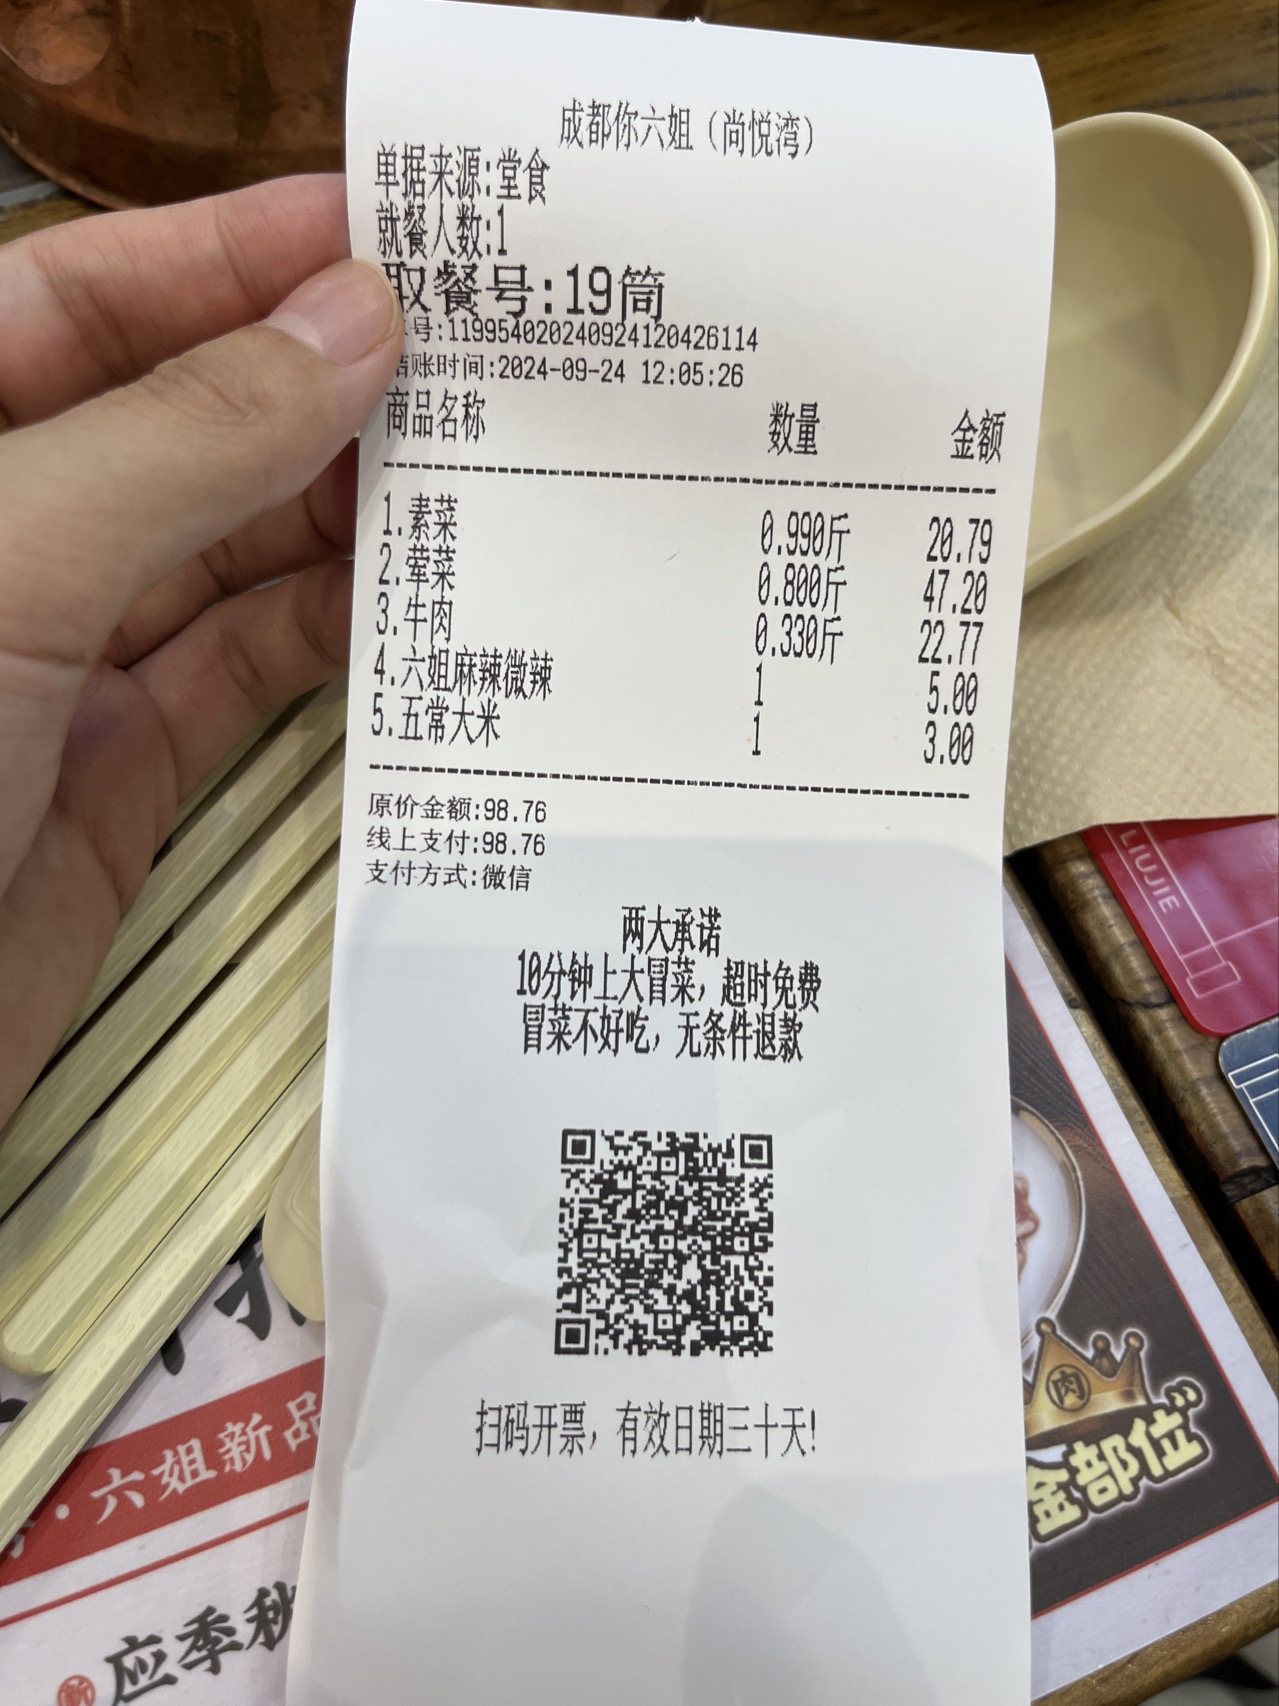 成都你六姐（尚悦湾）
单据来源:堂食
就餐人数:1
取餐号:19筒
号:119954020240924120426114
结账时间:2024-09-24 12:05:26
商品名称 数量 金额
1.素菜 0.990斤 20.79
2.荤菜 0.800斤 47.20
3.牛肉 0.330斤 22.77
4.六姐麻辣微辣 1 5.00
5.五常大米 1 3.00
原价金额:98.76
线上支付:98.76
支付方式:微信
两大承诺
10分钟上大冒菜，超时免费
冒菜不好吃，无条件退款
扫码开票，有效日期三十天!
LIUJIE
肉
金部位
·六姐新品
新 应季秋